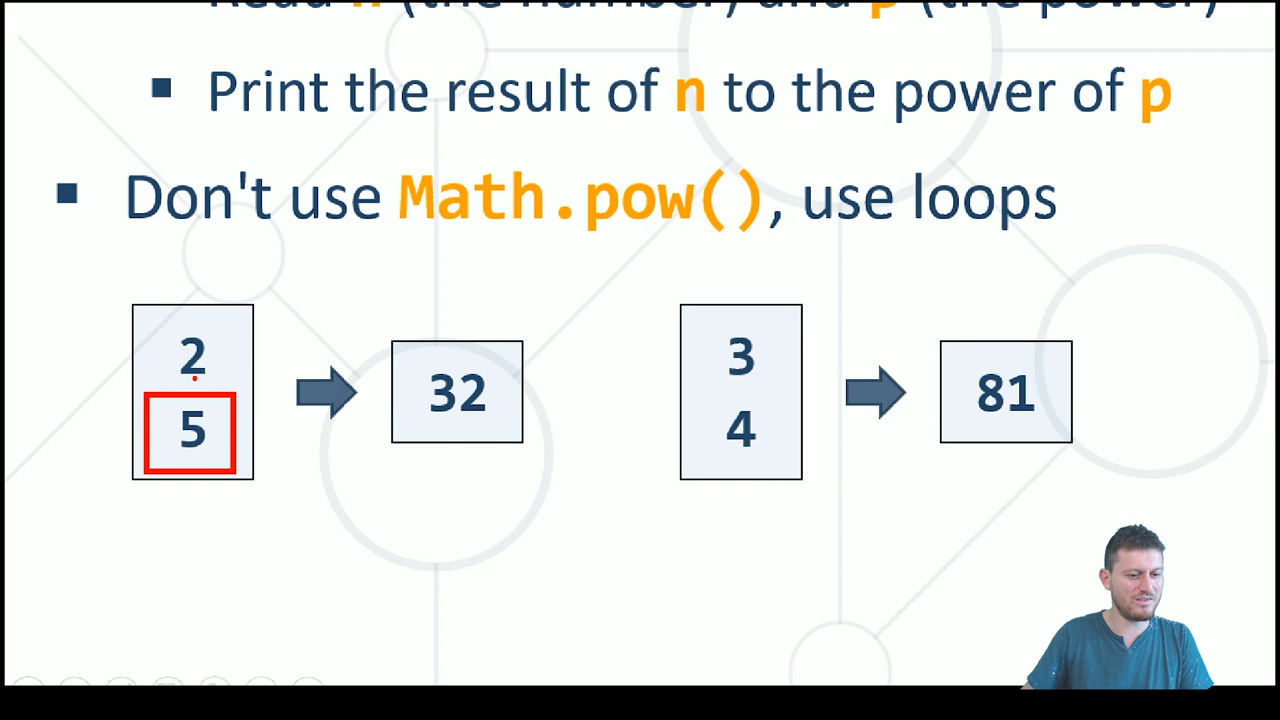 Read n (the number) and p (the power)
▪ Print the result of n to the power of p
▪ Don't use Math.pow(), use loops
2
5
32
3
4
81